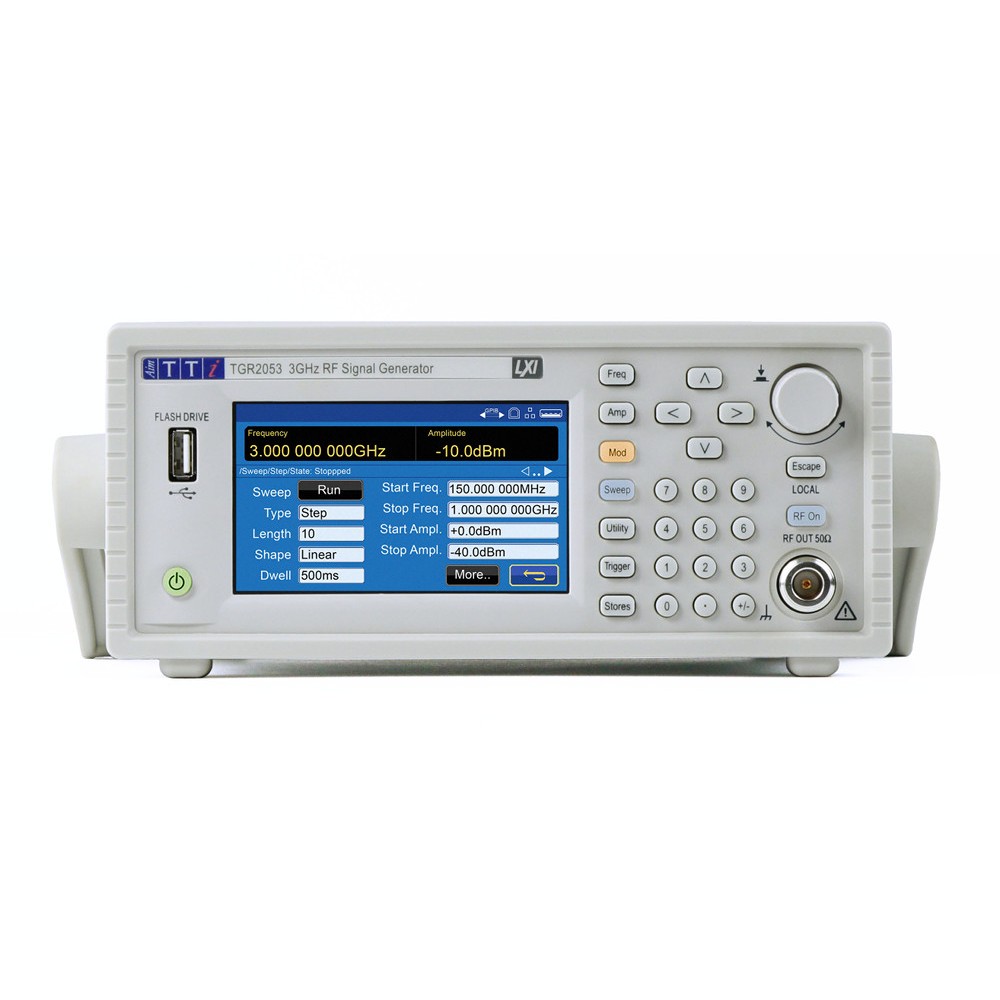 Aim TTi TGR2053 3GHz RF Signal Generator LXI
FLASH DRIVE
GPIB
Frequency Amplitude
3.000 000 000GHz -10.0dBm
/Sweep/Step/State: Stoppped
Sweep Run Start Freq. 150.000 000MHz
Type Step Stop Freq. 1.000 000 000GHz
Length 10 Start Ampl. +0.0dBm
Shape Linear Stop Ampl. -40.0dBm
Dwell 500ms More..
Freq ∧
Amp < >
Mod ∨
Sweep 7 8 9
Utility 4 5 6
Trigger 1 2 3
Stores 0 . +/-
Escape
LOCAL
RF On
RF OUT 50Ω